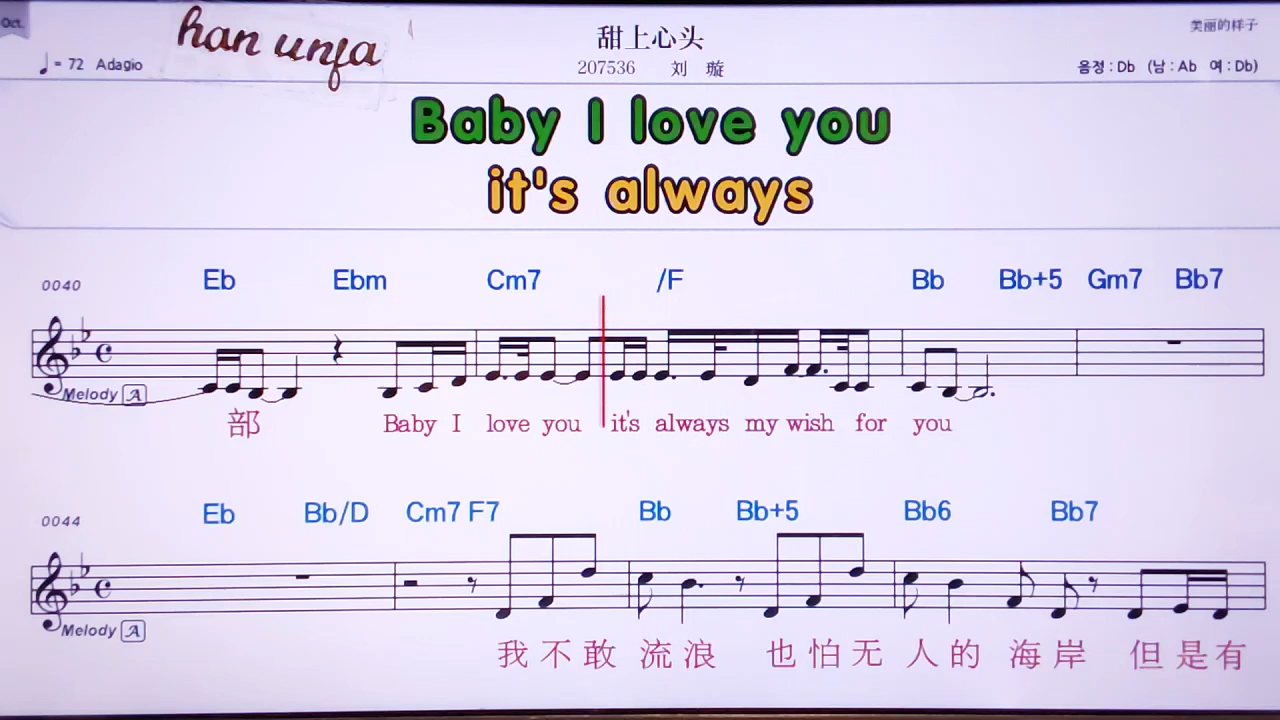 Oct.
han unfa
甜上心头
美丽的样子
♩= 72 Adagio
207536 刘 璇
음정 : Db (남 : Ab 여 : Db)
Baby I love you
it's always
0040 Eb Ebm Cm7 /F Bb Bb+5 Gm7 Bb7
Melody A
部 Baby I love you it's always my wish for you
0044 Eb Bb/D Cm7 F7 Bb Bb+5 Bb6 Bb7
Melody A
我不敢 流浪 也怕无 人的 海岸 但是有